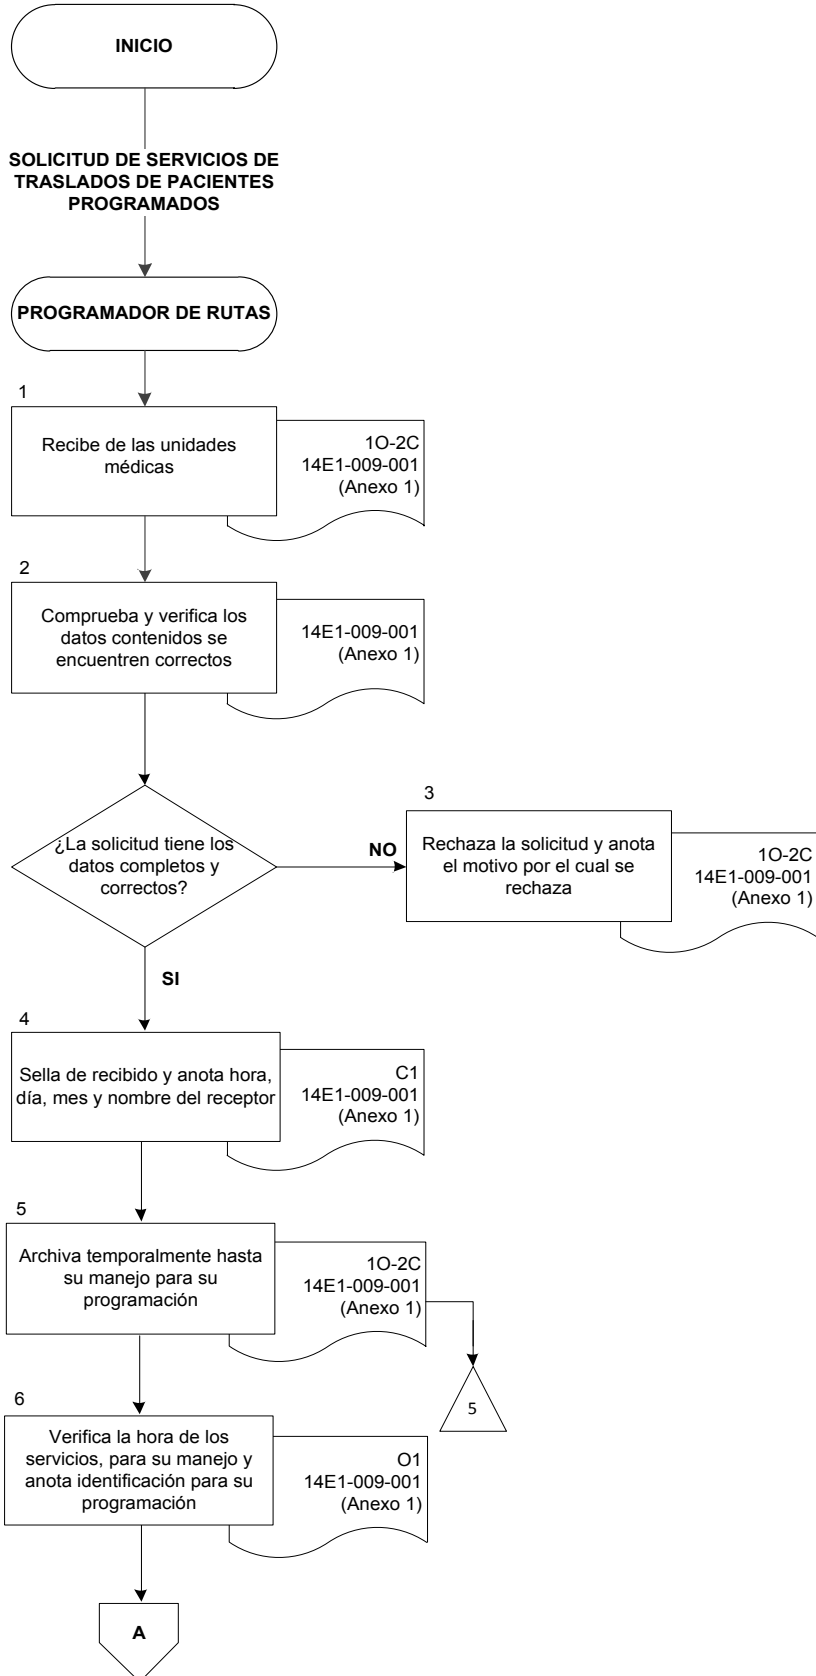 INICIO
SOLICITUD DE SERVICIOS DE
TRASLADOS DE PACIENTES
PROGRAMADOS
PROGRAMADOR DE RUTAS
1
Recibe de las unidades
médicas
1O-2C
14E1-009-001
(Anexo 1)
2
Comprueba y verifica los
datos contenidos se
encuentren correctos
14E1-009-001
(Anexo 1)
¿La solicitud tiene los
datos completos y
correctos?
NO
3
Rechaza la solicitud y anota
el motivo por el cual se
rechaza
1O-2C
14E1-009-001
(Anexo 1)
SI
4
Sella de recibido y anota hora,
día, mes y nombre del receptor
C1
14E1-009-001
(Anexo 1)
5
Archiva temporalmente hasta
su manejo para su
programación
1O-2C
14E1-009-001
(Anexo 1)
5
6
Verifica la hora de los
servicios, para su manejo y
anota identificación para su
programación
O1
14E1-009-001
(Anexo 1)
A